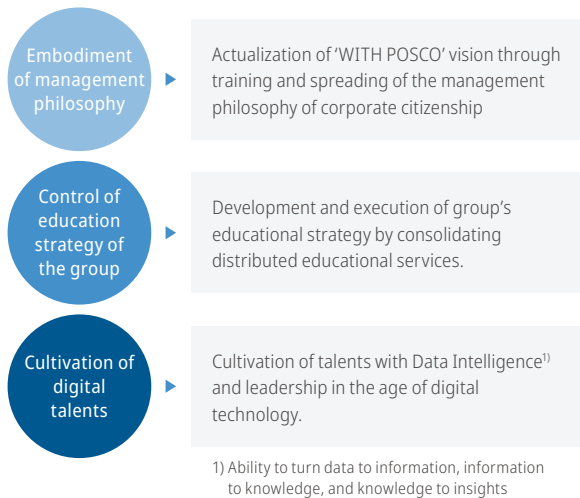 Embodiment
of management
philosophy
Actualization of ‘WITH POSCO’ vision through
training and spreading of the management
philosophy of corporate citizenship
Control of
education
strategy of
the group
Development and execution of group’s
educational strategy by consolidating
distributed educational services.
Cultivation of
digital
talents
Cultivation of talents with Data Intelligence1)
and leadership in the age of digital
technology.
1) Ability to turn data to information, information
to knowledge, and knowledge to insights